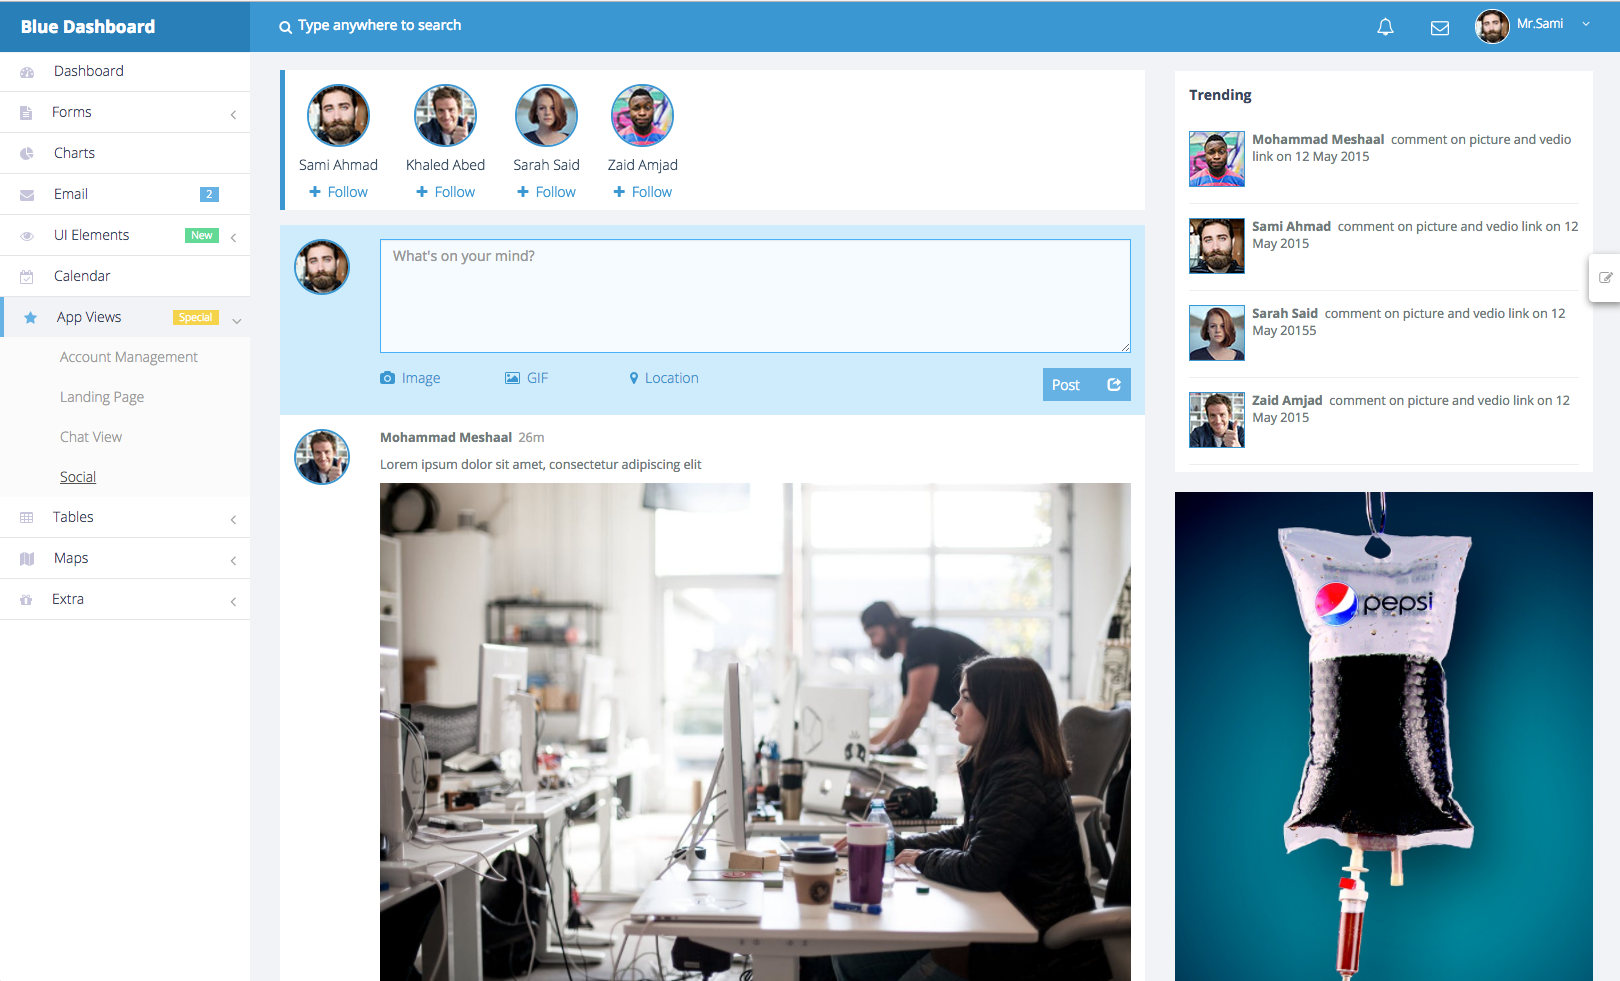 Blue Dashboard
Type anywhere to search
Mr.Sami
Dashboard
Forms
Charts
Email 2
UI Elements New
Calendar
App Views Special
Account Management
Landing Page
Chat View
Social
Tables
Maps
Extra
Sami Ahmad
Follow
Khaled Abed
Follow
Sarah Said
Follow
Zaid Amjad
Follow
What's on your mind?
Image
GIF
Location
Post
Mohammad Meshaal 26m
Lorem ipsum dolor sit amet, consectetur adipiscing elit
Trending
Mohammad Meshaal comment on picture and vedio
link on 12 May 2015
Sami Ahmad comment on picture and vedio link on 12
May 2015
Sarah Said comment on picture and vedio link on 12
May 20155
Zaid Amjad comment on picture and vedio link on 12
May 2015
pepsi